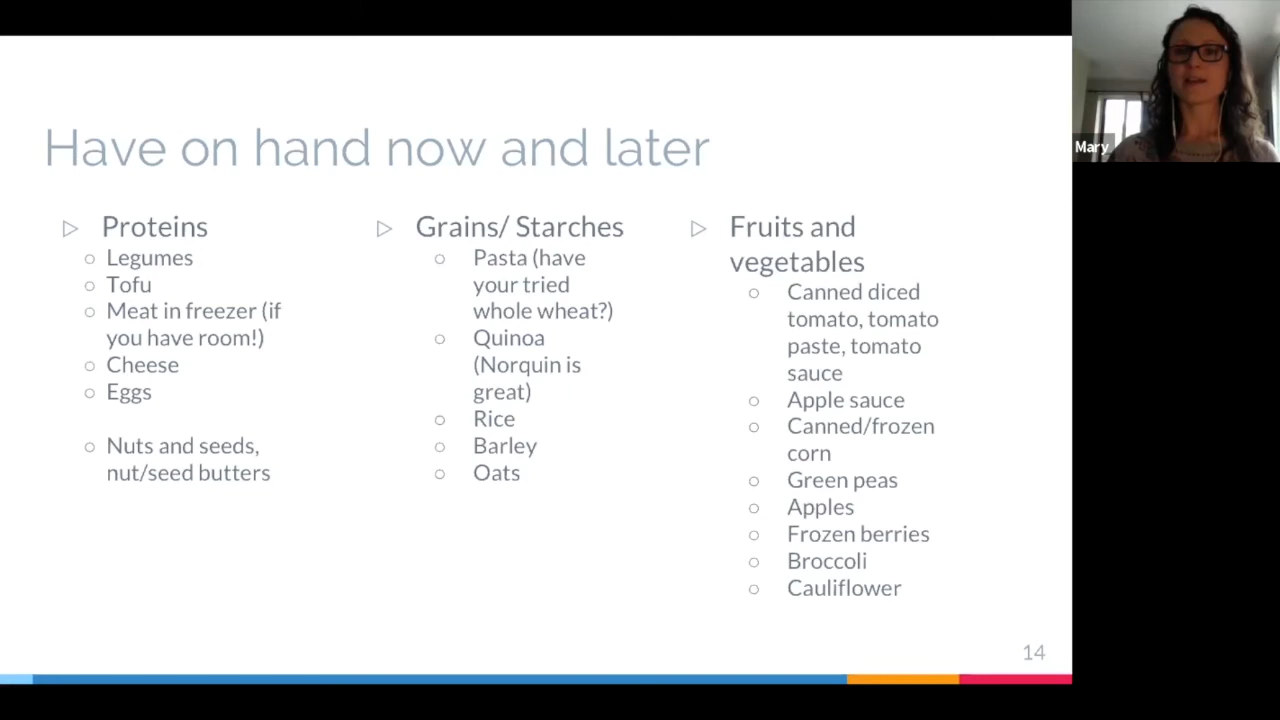 Have on hand now and later
Proteins
Legumes
Tofu
Meat in freezer (if
you have room!)
Cheese
Eggs
Nuts and seeds,
nut/seed butters
Grains/ Starches
Pasta (have
your tried
whole wheat?)
Quinoa
(Norquin is
great)
Rice
Barley
Oats
Fruits and
vegetables
Canned diced
tomato, tomato
paste, tomato
sauce
Apple sauce
Canned/frozen
corn
Green peas
Apples
Frozen berries
Broccoli
Cauliflower
14
Mary